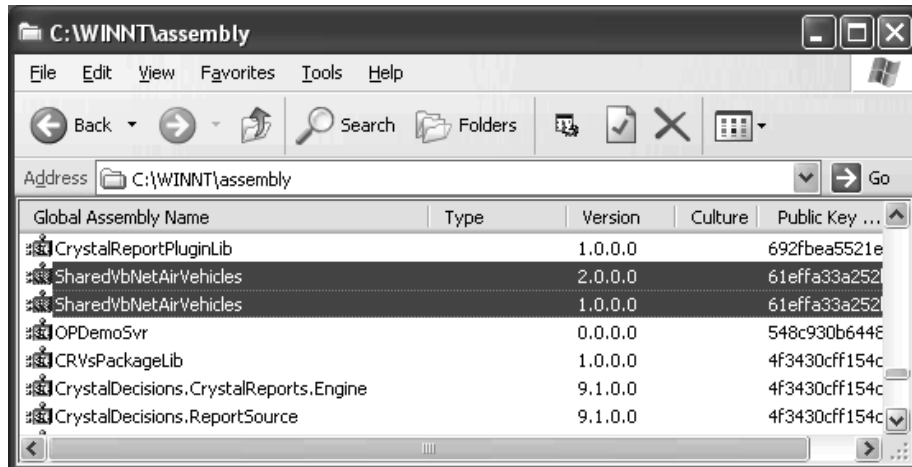 C:\WINNT\assembly
File Edit View Favorites Tools Help
Back Search Folders
Address C:\WINNT\assembly Go
Global Assembly Name Type Version Culture Public Key ...
CrystalReportPluginLib 1.0.0.0 692fbea5521e
SharedVbNetAirVehicles 2.0.0.0 61effa33a252
SharedVbNetAirVehicles 1.0.0.0 61effa33a252
OPDemoSvr 0.0.0.0 548c930b6448
CRVsPackageLib 1.0.0.0 4f3430cff154c
CrystalDecisions.CrystalReports.Engine 9.1.0.0 4f3430cff154c
CrystalDecisions.ReportSource 9.1.0.0 4f3430cff154c